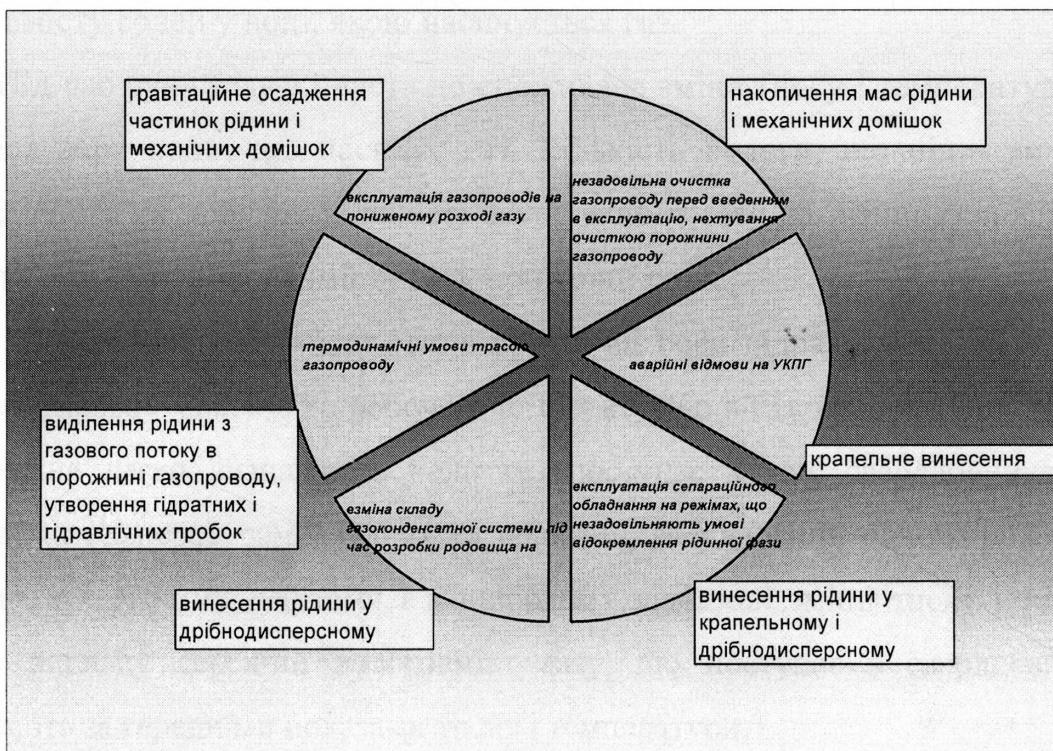 гравітаційне осадження
частинок рідини і
механічних домішок
накопичення мас рідини
і механічних домішок
експлуатація газопроводів на
пониженому розході газу
незадовільна очистка
газопроводу перед введенням
в експлуатацію, нехтування
очисткою порожнини
газопроводу
термодинамічні умови трасою
газопроводу
аварійні відмови на УКПГ
виділення рідини з
газового потоку в
порожнині газопроводу,
утворення гідратних і
гідравлічних пробок
крапельне винесення
взміна складу
газоконденсатної системи під
час розробки родовища на
експлуатація сепараційного
обладнання на режимах, що
незадовільняють умові
відокремлення рідинної фази
винесення рідини у
дрібнодисперсному
винесення рідини у
крапельному і
дрібнодисперсному